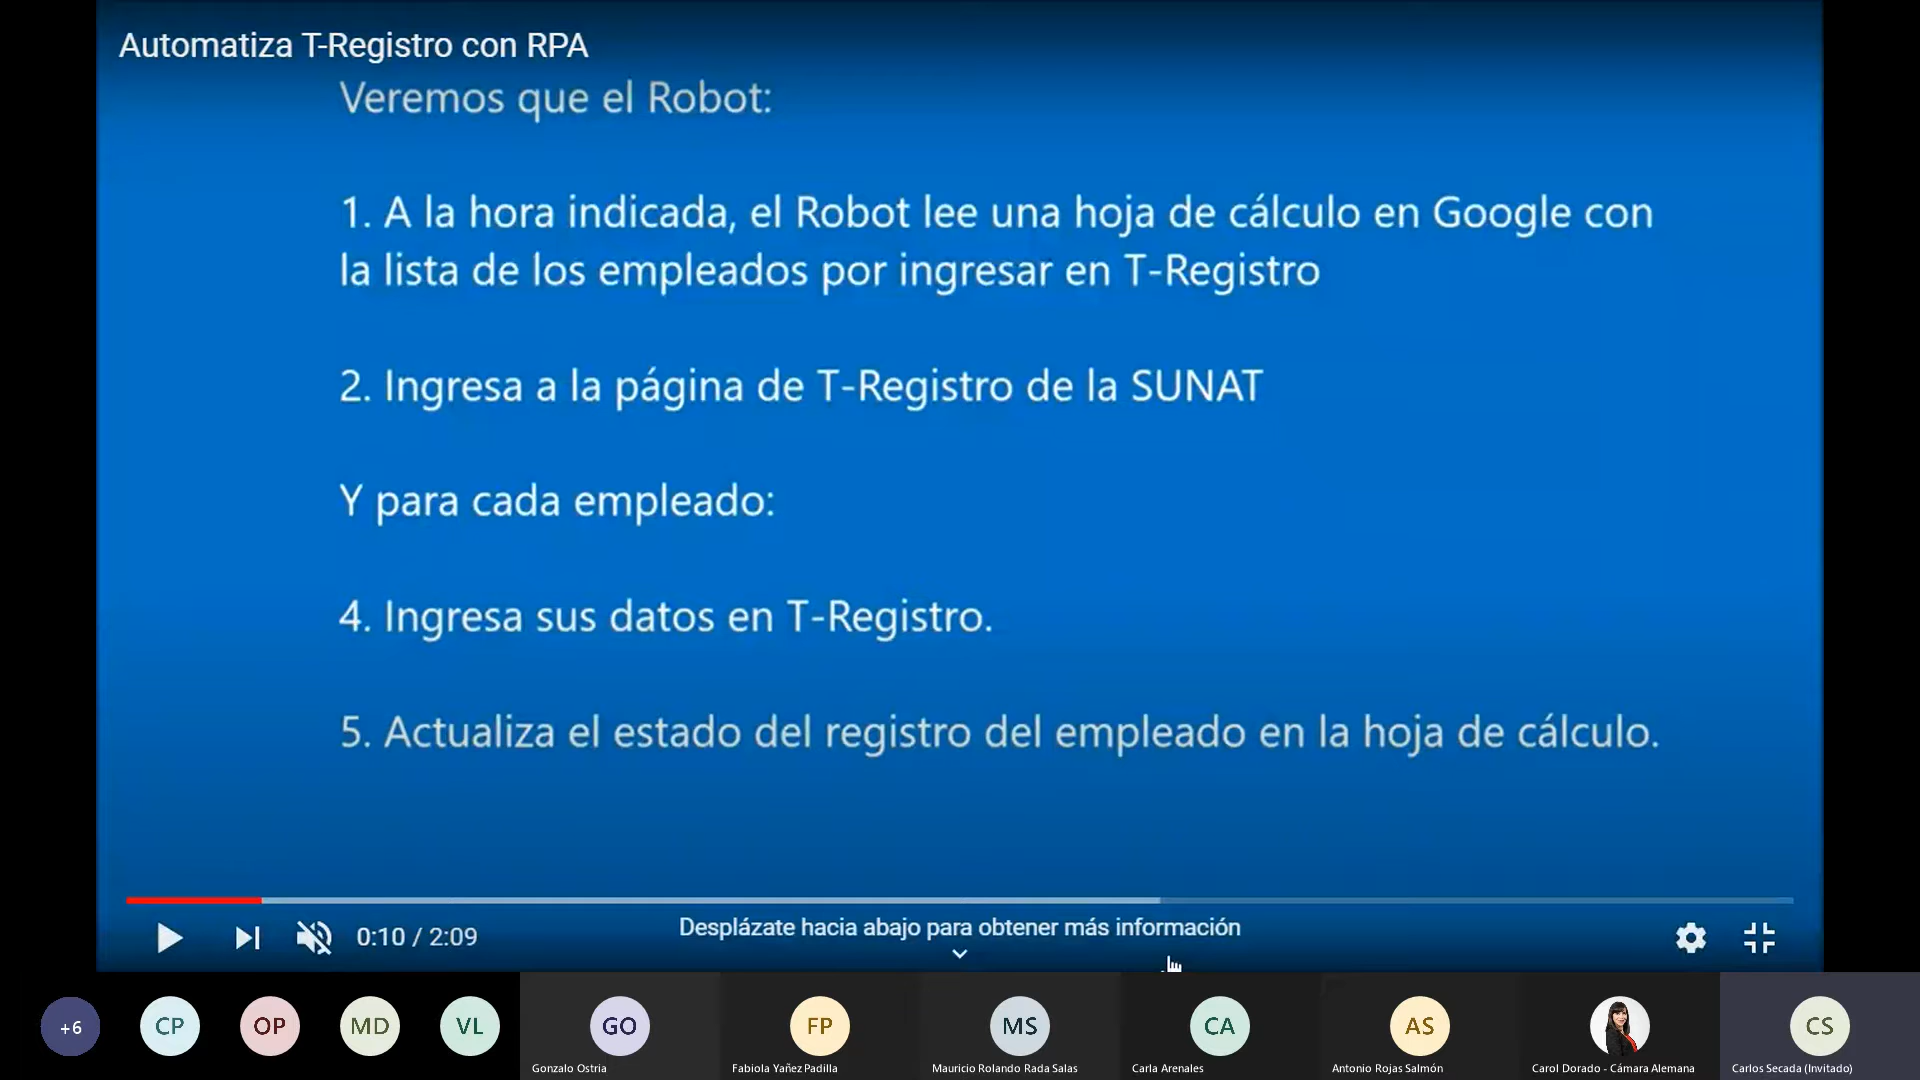 Automatiza T-Registro con RPA
Veremos que el Robot:
1. A la hora indicada, el Robot lee una hoja de cálculo en Google con
la lista de los empleados por ingresar en T-Registro
2. Ingresa a la página de T-Registro de la SUNAT
Y para cada empleado:
4. Ingresa sus datos en T-Registro.
5. Actualiza el estado del registro del empleado en la hoja de cálculo.
0:10 / 2:09
Desplázate hacia abajo para obtener más información
+6
CP
OP
MD
VL
GO
FP
MS
CA
AS
CS
Gonzalo Ostria
Fabiola Yañez Padilla
Mauricio Rolando Rada Salas
Carla Arenales
Antonio Rojas Salmón
Carol Dorado - Cámara Alemana
Carlos Secada (Invitado)